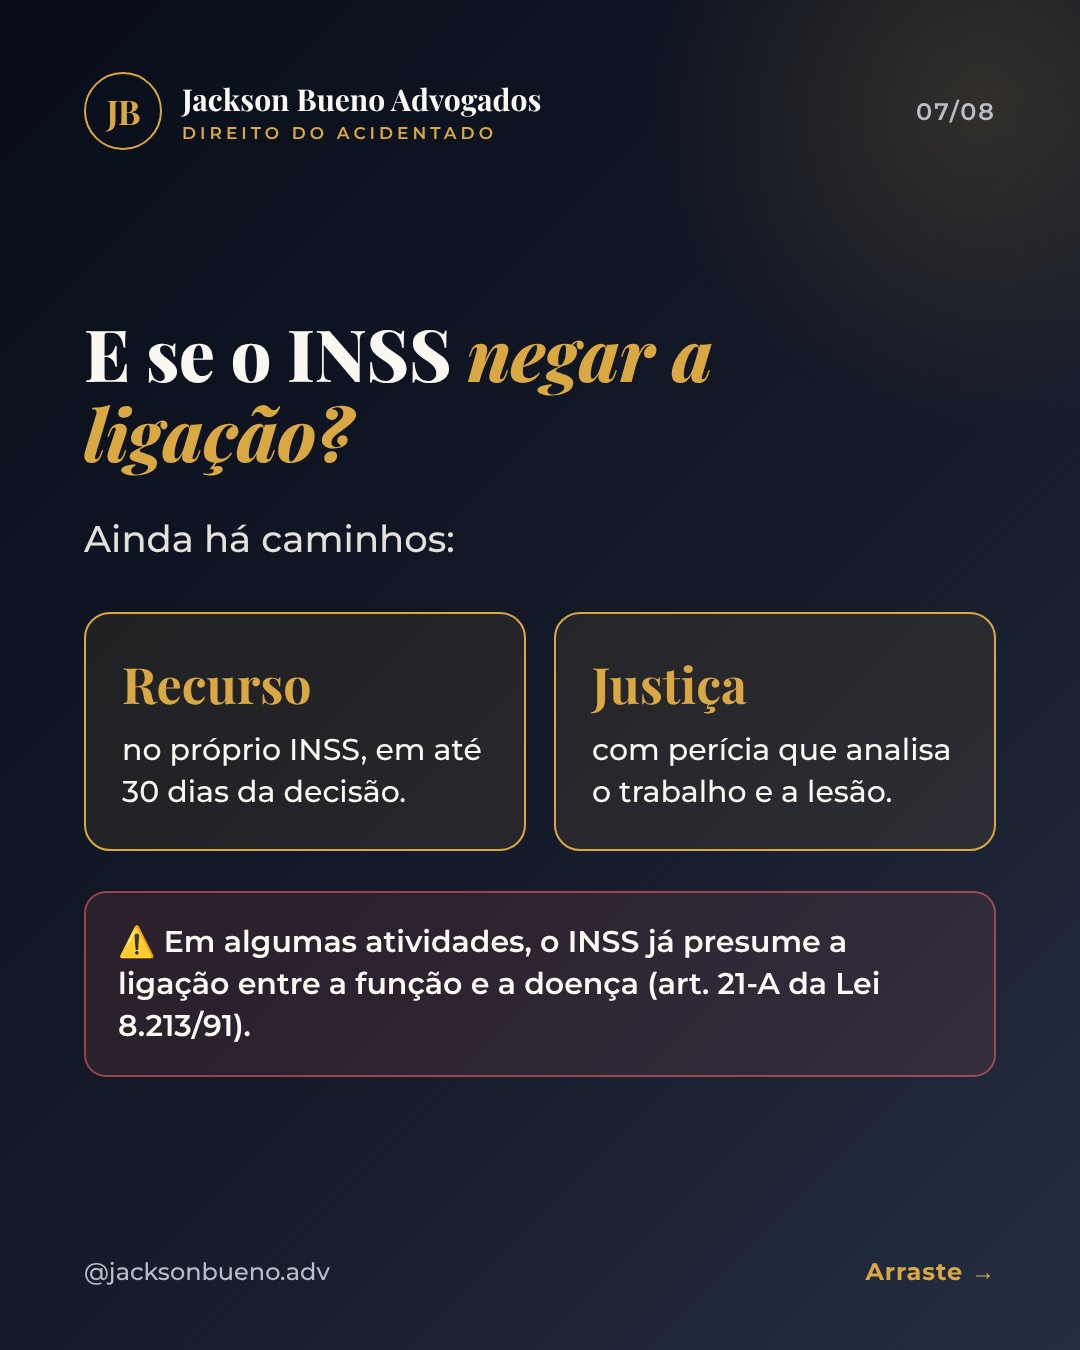 JB
Jackson Bueno Advogados
DIREITO DO ACIDENTADO
07/08
E se o INSS negar a
ligação?
Ainda há caminhos:
Recurso
no próprio INSS, em até
30 dias da decisão.
Justiça
com perícia que analisa
o trabalho e a lesão.
⚠️ Em algumas atividades, o INSS já presume a
ligação entre a função e a doença (art. 21-A da Lei
8.213/91).
@jacksonbueno.adv
Arraste →